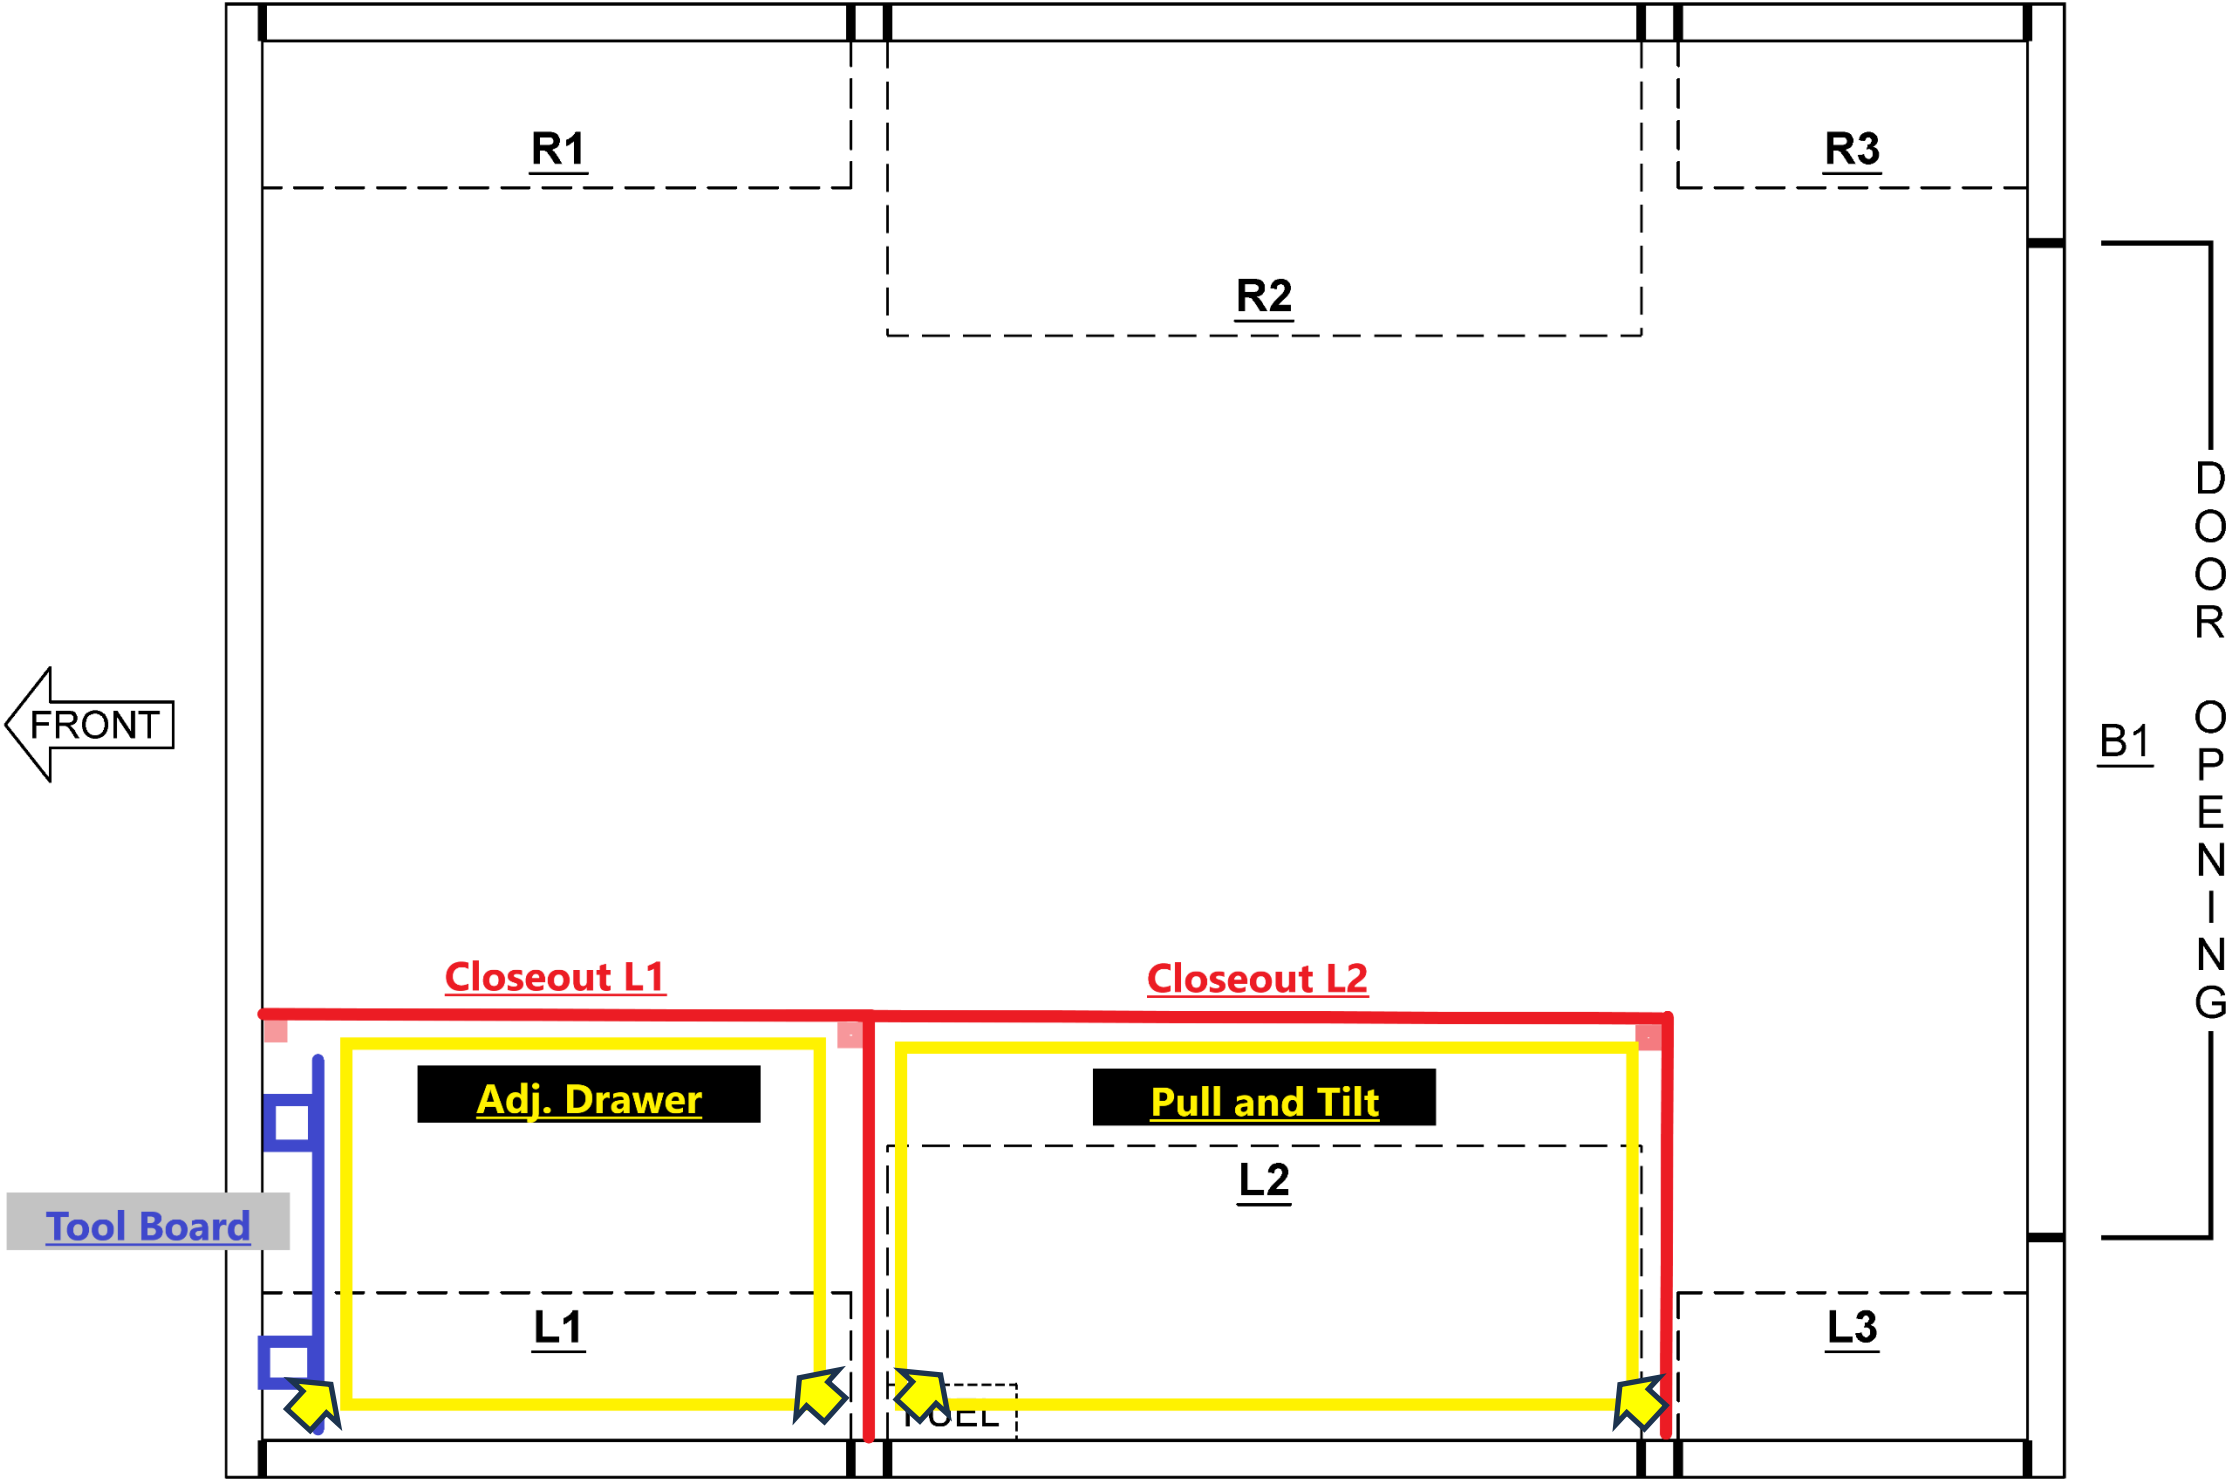 R1
R3
R2
DOOR OPENING
FRONT
B1
Closeout L1
Closeout L2
Adj. Drawer
Pull and Tilt
L2
Tool Board
L1
L3
FUEL